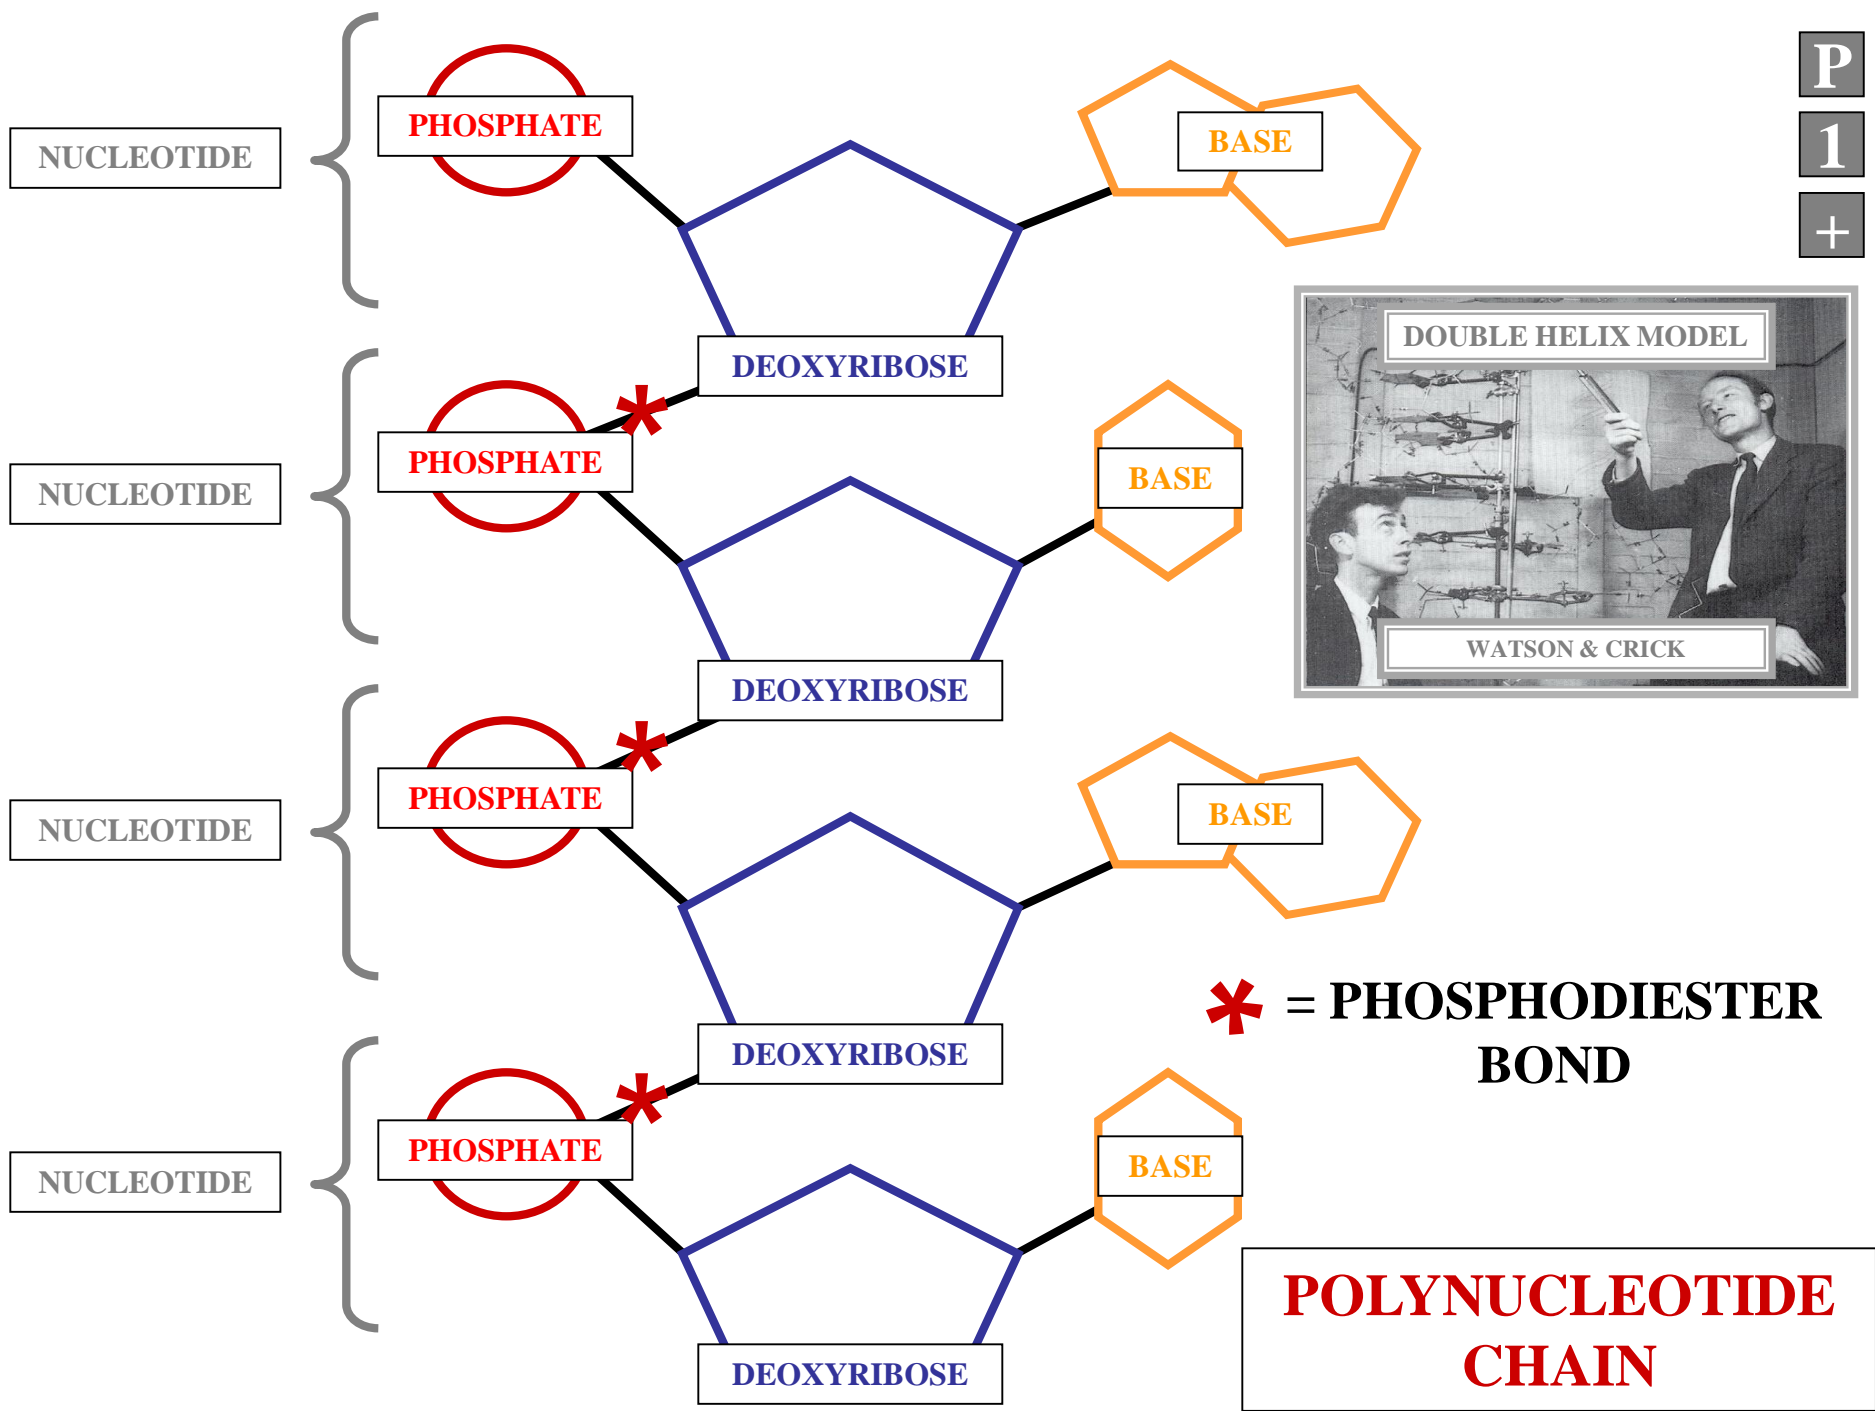 P
1
+
NUCLEOTIDE
PHOSPHATE
BASE
DEOXYRIBOSE
DOUBLE HELIX MODEL
WATSON & CRICK
NUCLEOTIDE
*
PHOSPHATE
BASE
DEOXYRIBOSE
NUCLEOTIDE
*
PHOSPHATE
BASE
DEOXYRIBOSE
* = PHOSPHODIESTER
BOND
NUCLEOTIDE
*
PHOSPHATE
BASE
DEOXYRIBOSE
POLYNUCLEOTIDE
CHAIN